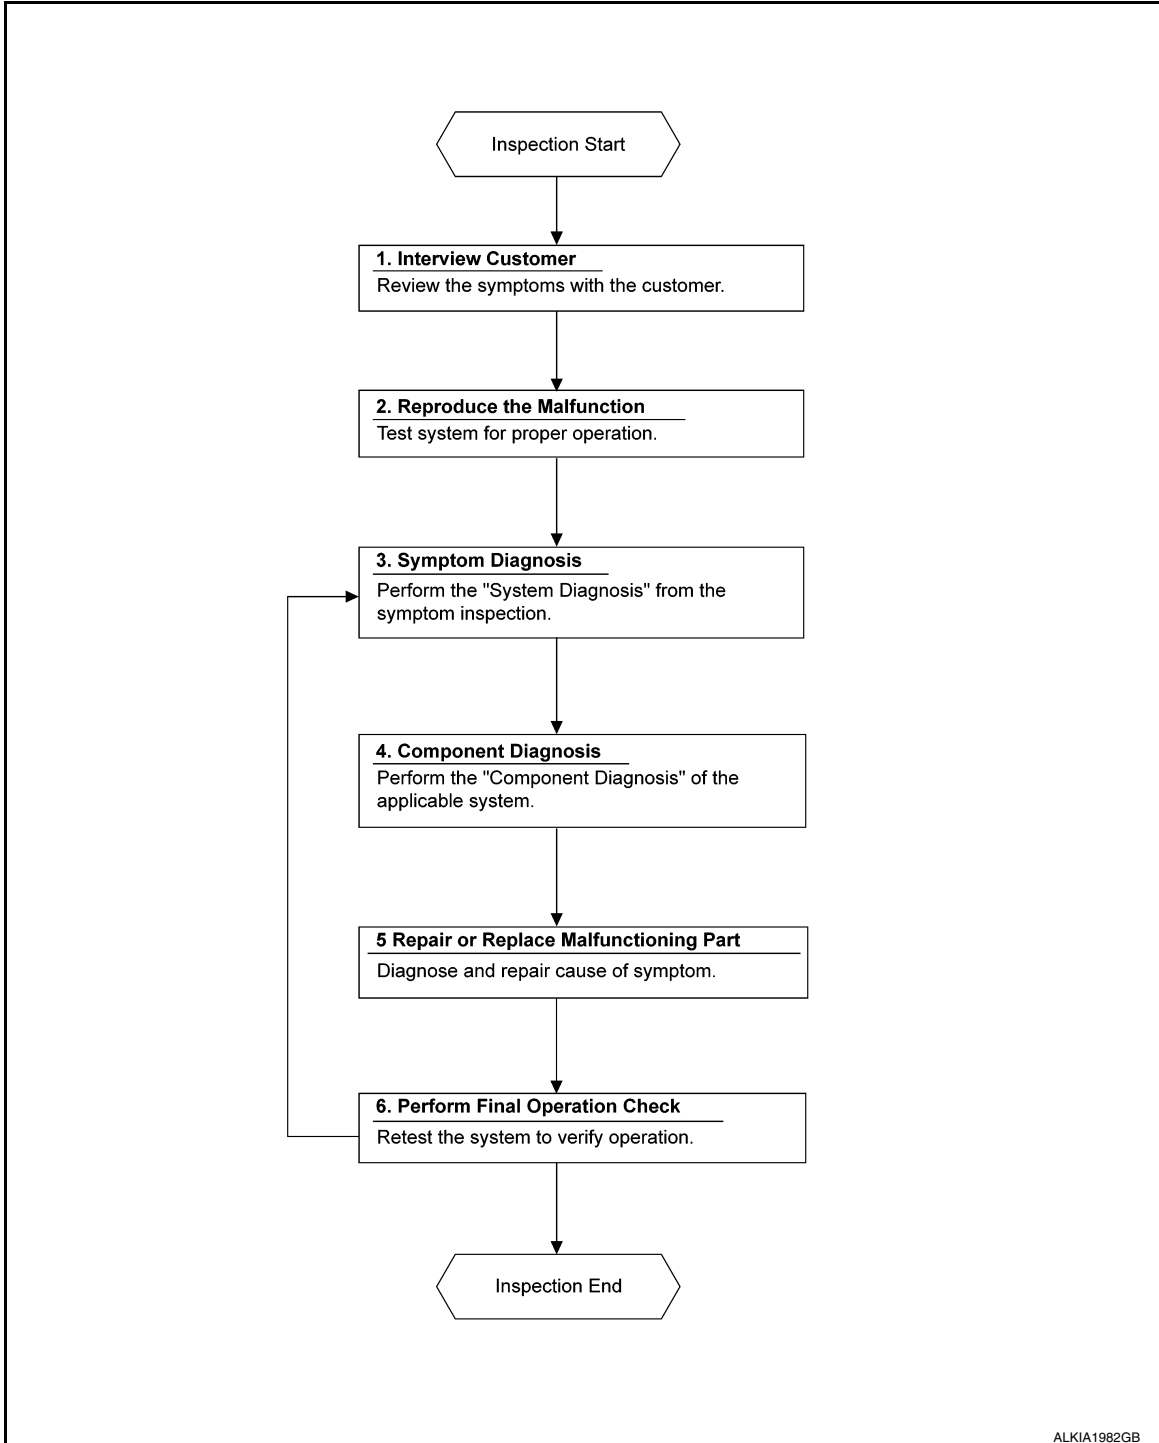 Inspection Start
1. Interview Customer
Review the symptoms with the customer.
2. Reproduce the Malfunction
Test system for proper operation.
3. Symptom Diagnosis
Perform the "System Diagnosis" from the
symptom inspection.
4. Component Diagnosis
Perform the "Component Diagnosis" of the
applicable system.
5 Repair or Replace Malfunctioning Part
Diagnose and repair cause of symptom.
6. Perform Final Operation Check
Retest the system to verify operation.
Inspection End
ALKIA1982GB